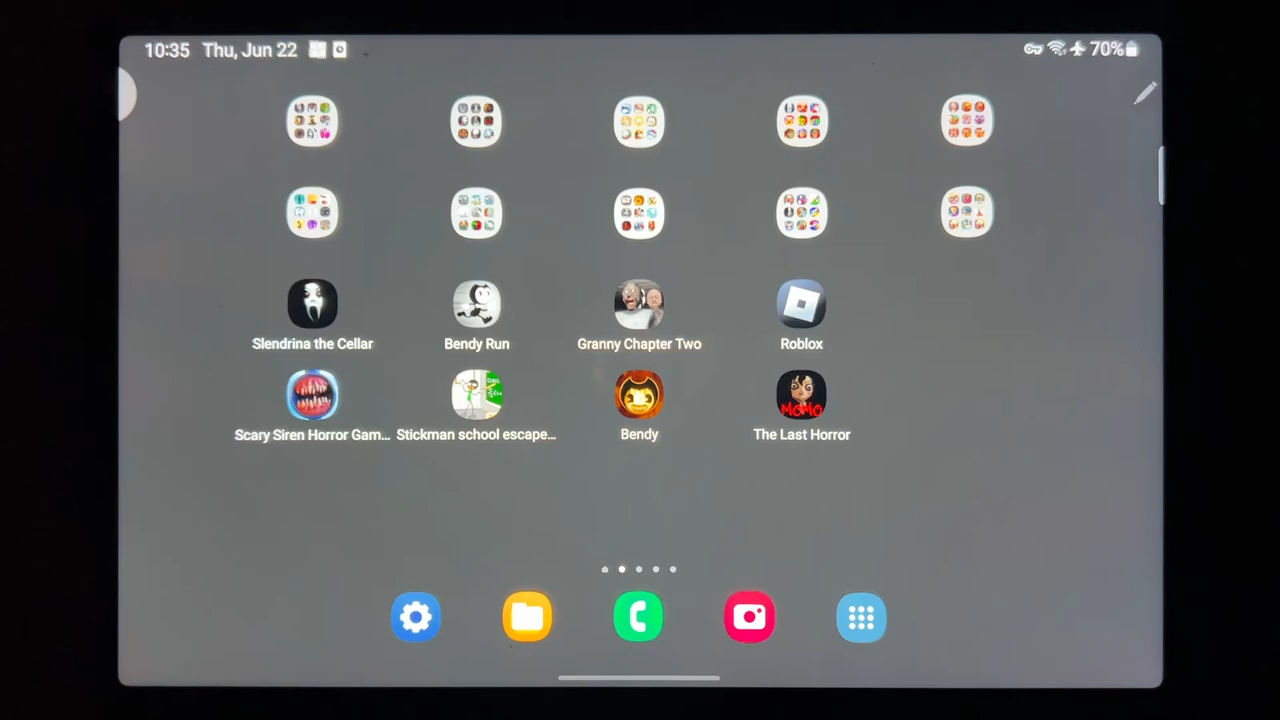 10:35 Thu, Jun 22
70%
Slendrina the Cellar
Bendy Run
Granny Chapter Two
Roblox
MOMO
Scary Siren Horror Gam...
Stickman school escape...
Bendy
The Last Horror